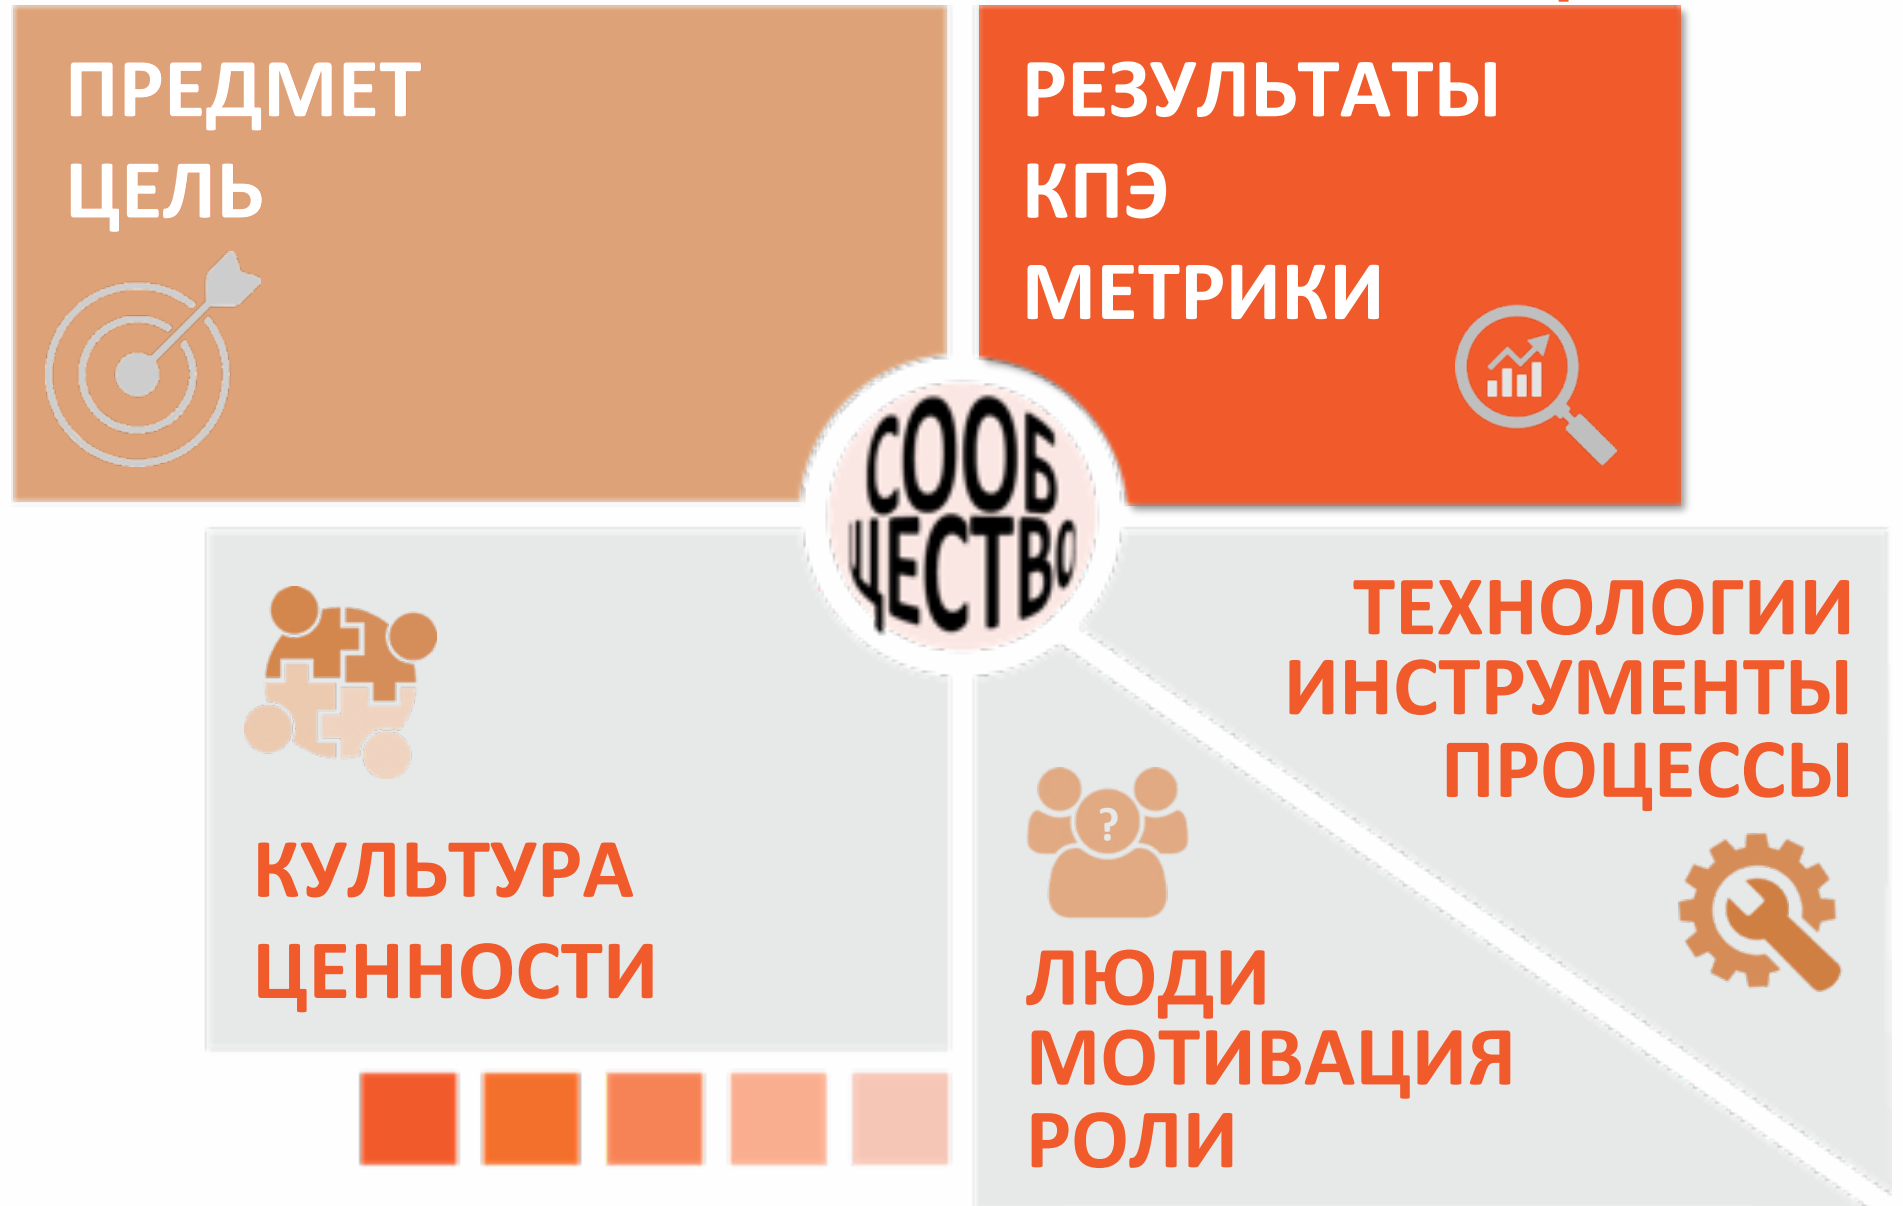 ПРЕДМЕТ
ЦЕЛЬ
РЕЗУЛЬТАТЫ
КПЭ
МЕТРИКИ
СООБ
ЩЕСТВО
ТЕХНОЛОГИИ
ИНСТРУМЕНТЫ
ПРОЦЕССЫ
КУЛЬТУРА
ЦЕННОСТИ
?
ЛЮДИ
МОТИВАЦИЯ
РОЛИ